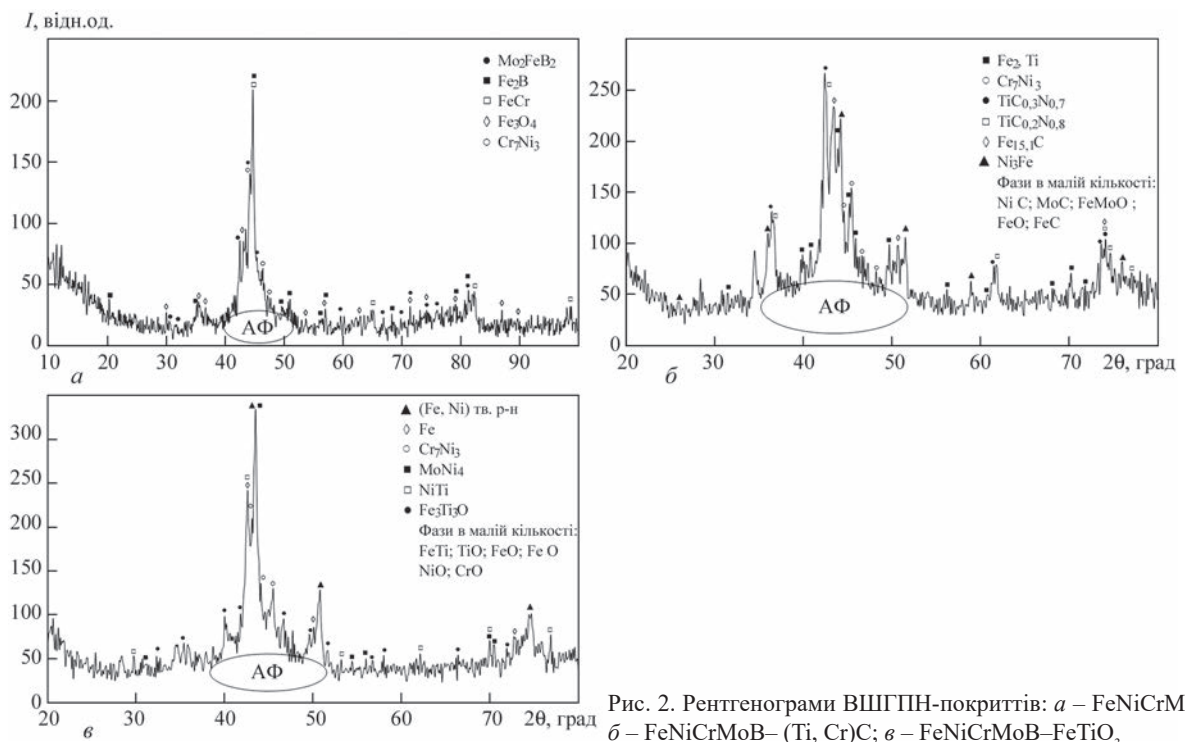 I, відн.од.
200
150
100
50
0
10 20 30 40 50 60 70 80 90
2θ, град
а
АФ
Mo2FeB2
Fe2B
FeCr
Fe3O4
Cr7Ni3
250
200
150
100
50
0
20 30 40 50 60 70
2θ, град
б
АФ
Fe2, Ti
Cr7Ni3
TiC0,3N0,7
TiC0,2N0,8
Fe15,1C
Ni3Fe
Фази в малій кількості:
Ni C; MoC; FeMoO ;
FeO; FeC
300
250
200
150
100
50
0
20 30 40 50 60 70
2θ, град
в
АФ
(Fe, Ni) тв. р-н
Fe
Cr7Ni3
MoNi4
NiTi
Fe3Ti3O
Фази в малій кількості:
FeTi; TiO; FeO; Fe O
NiO; CrO
Рис. 2. Рентгенограми ВШГПН-покриттів: а – FeNiCrM
б – FeNiCrMoB– (Ti, Cr)C; в – FeNiCrMoB–FeTiO